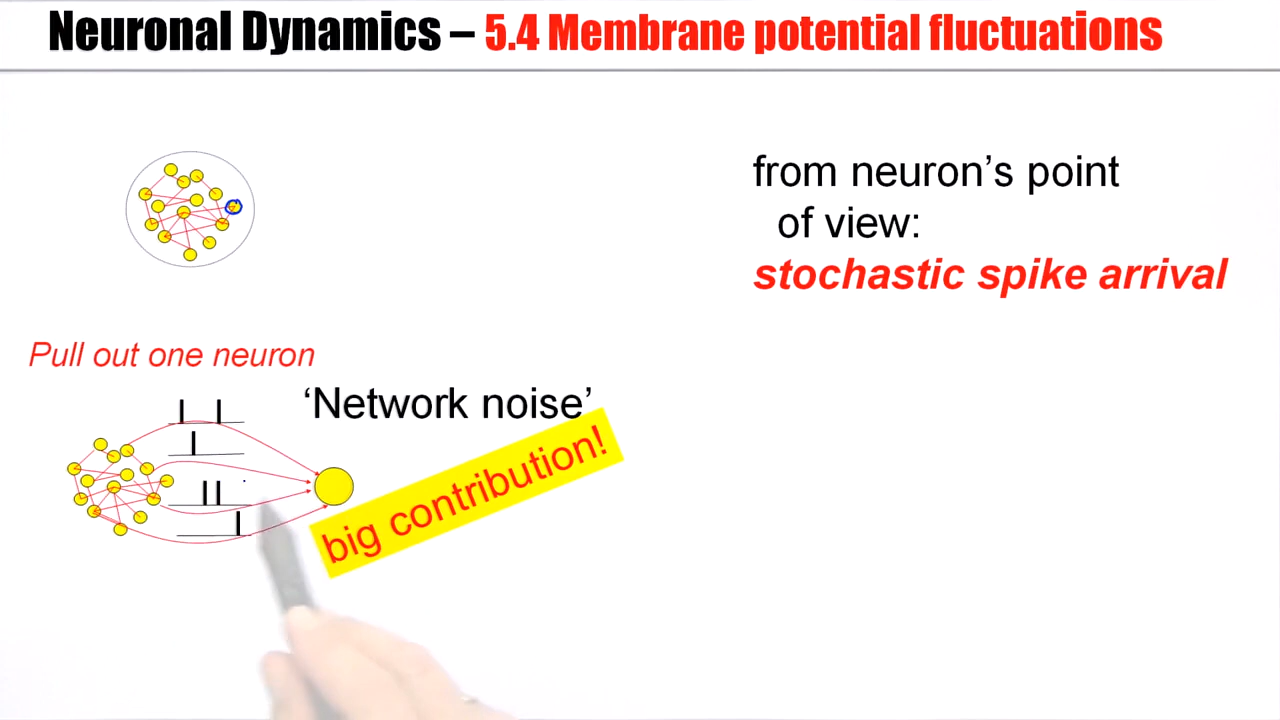 Neuronal Dynamics – 5.4 Membrane potential fluctuations
from neuron’s point
of view:
stochastic spike arrival
Pull out one neuron
‘Network noise’
big contribution!